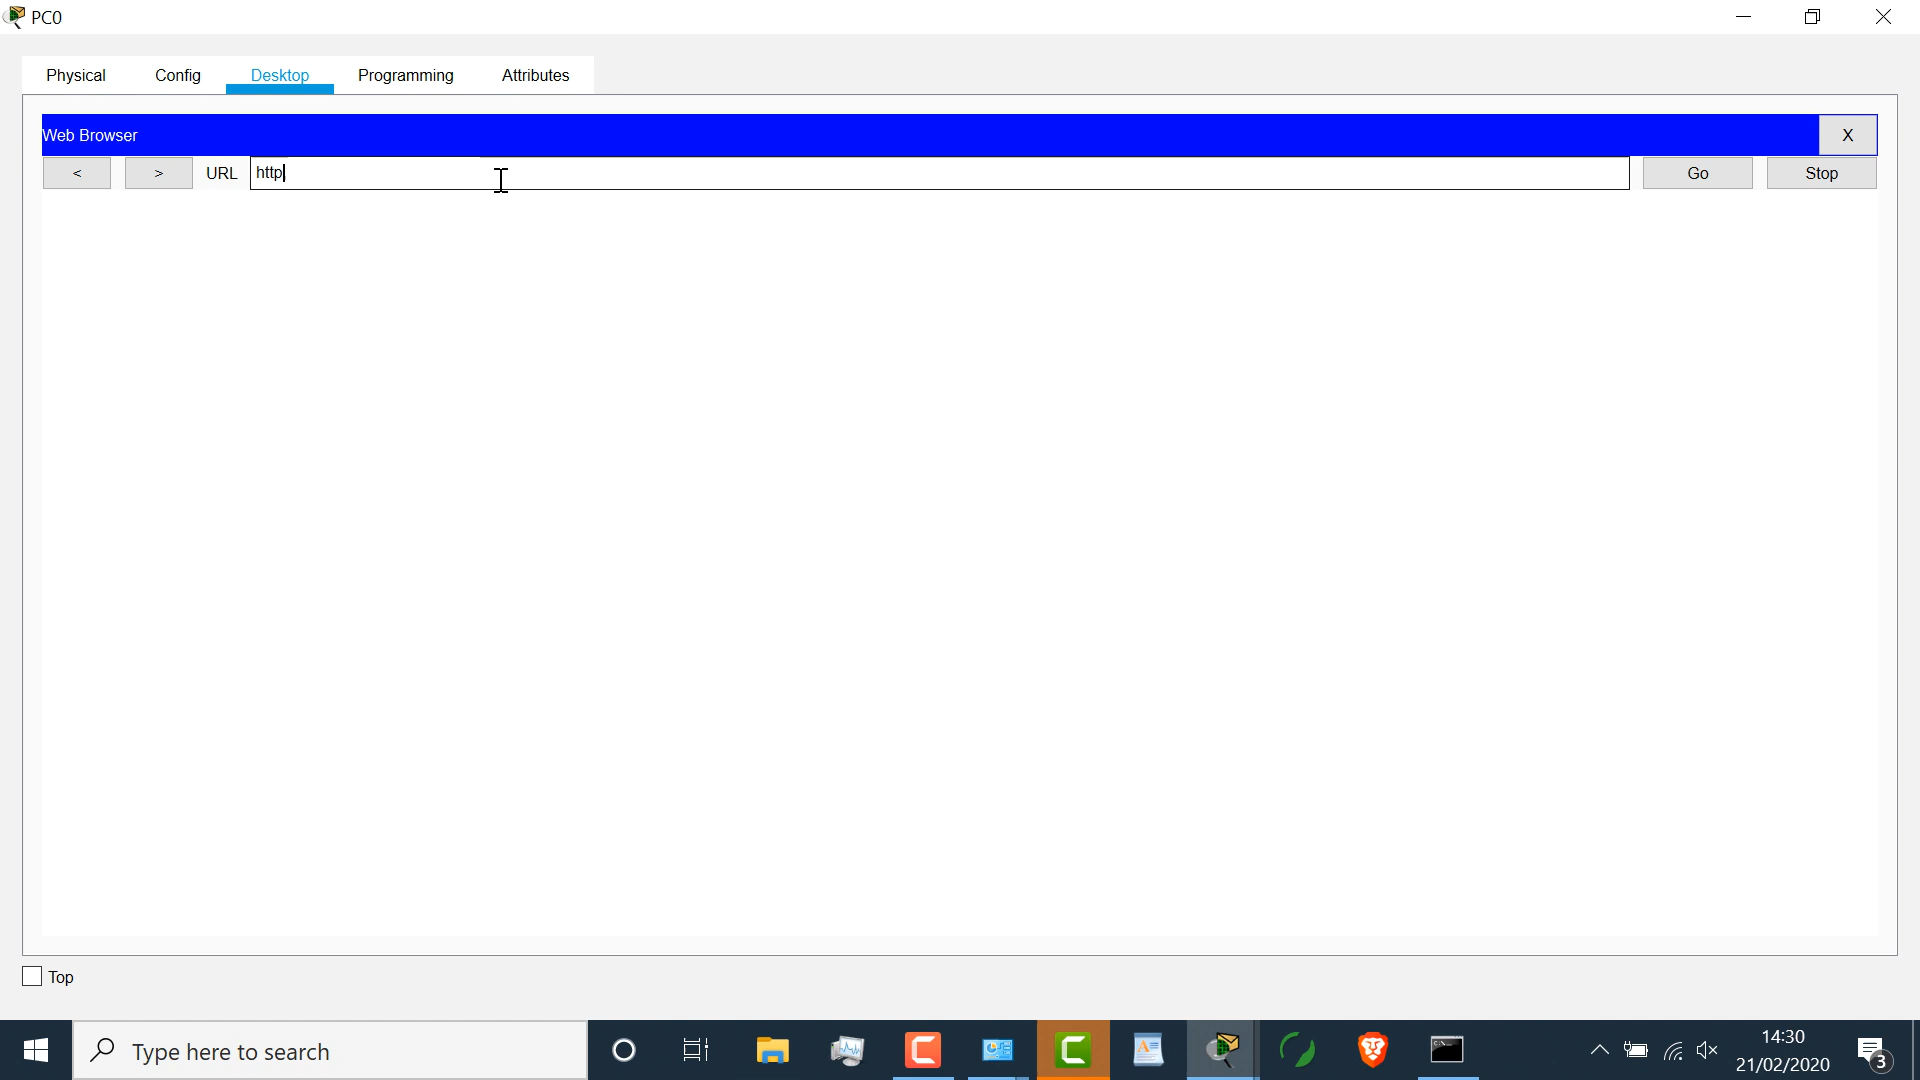 PC0
Physical Config Desktop Programming Attributes
Web Browser X
< > URL http Go Stop
Top
Type here to search
14:30
21/02/2020
3